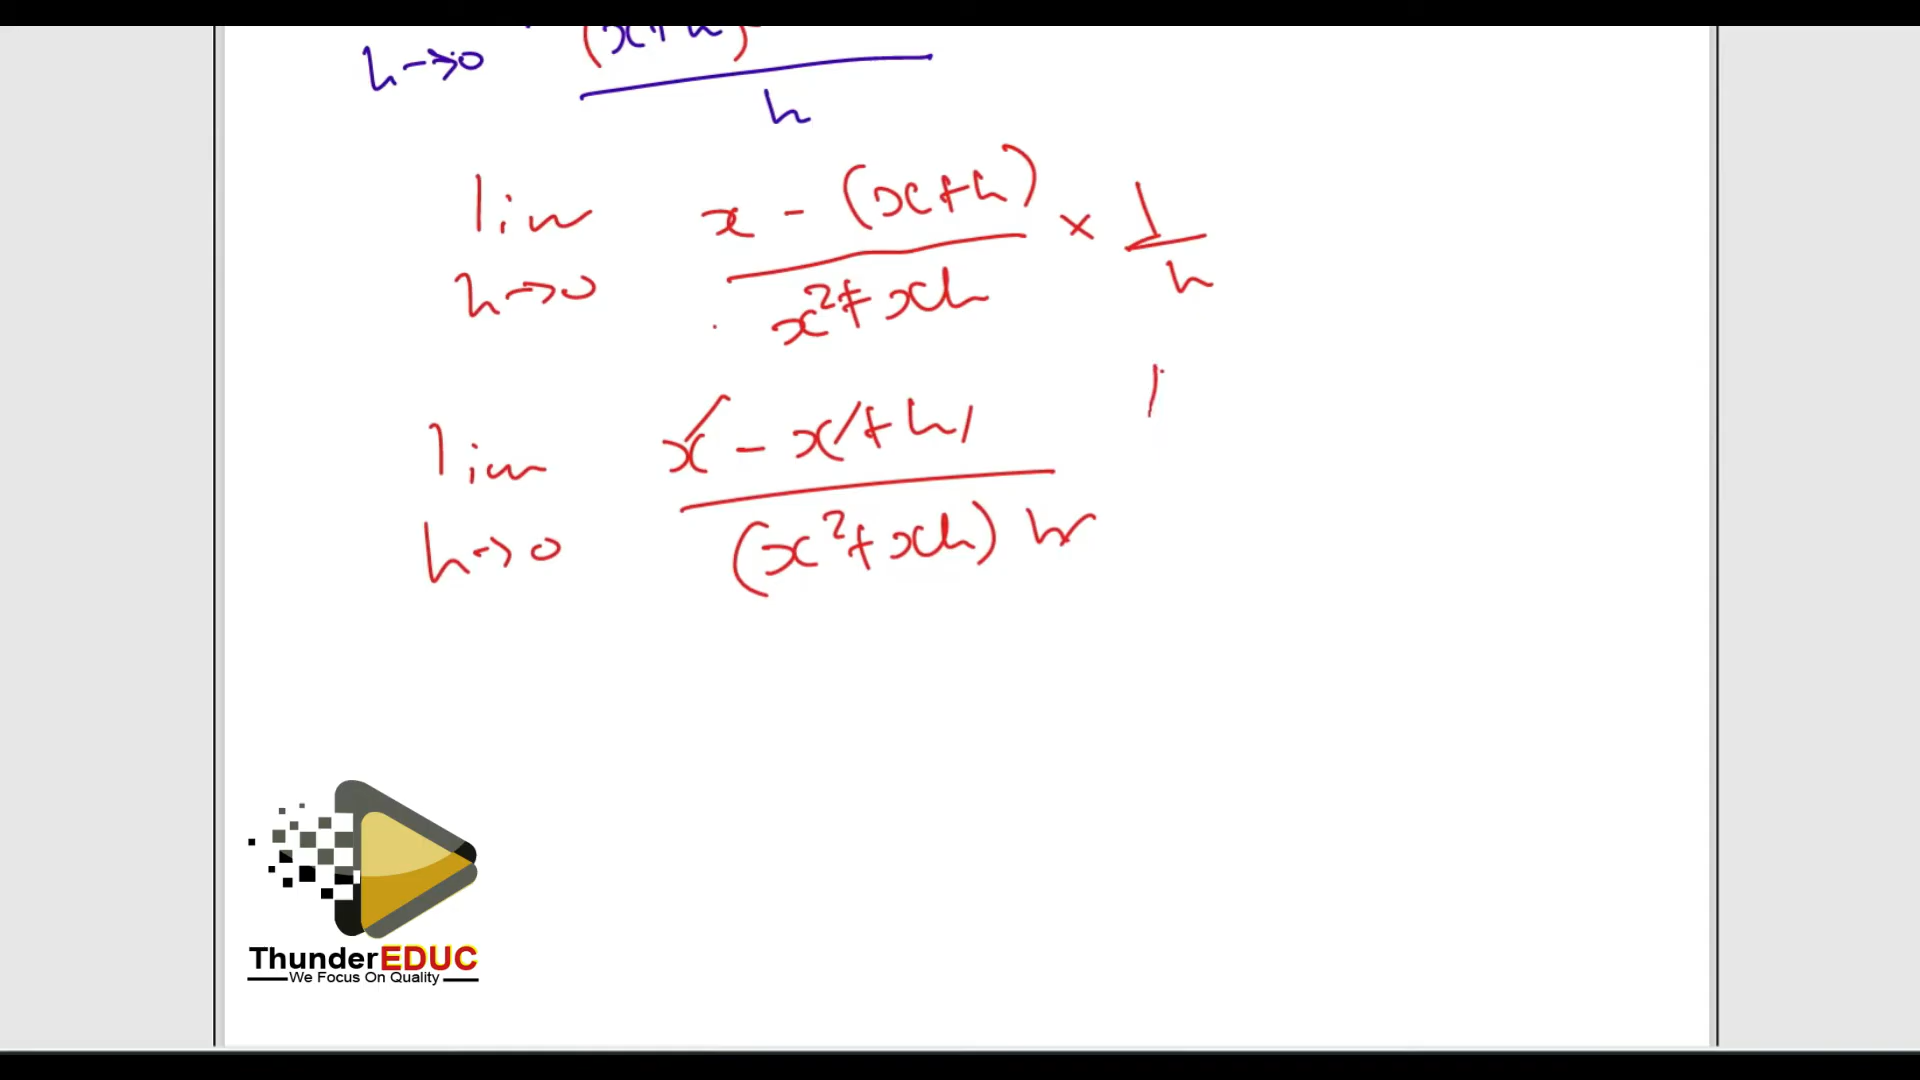 (x+h)
h→0
h
lim x - (x+h) × 1
h→0 x²+xh h
lim x - x + h
h→0 (x²+xh) h
ThunderEDUC
We Focus On Quality